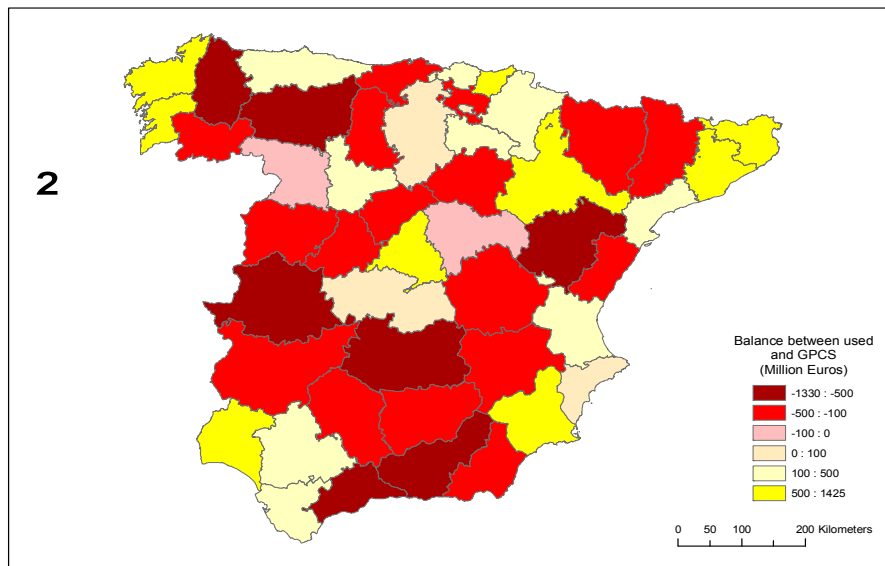 2
Balance between used
and GPCS
(Million Euros)
-1330 : -500
-500 : -100
-100 : 0
0 : 100
100 : 500
500 : 1425
0 50 100 200 Kilometers